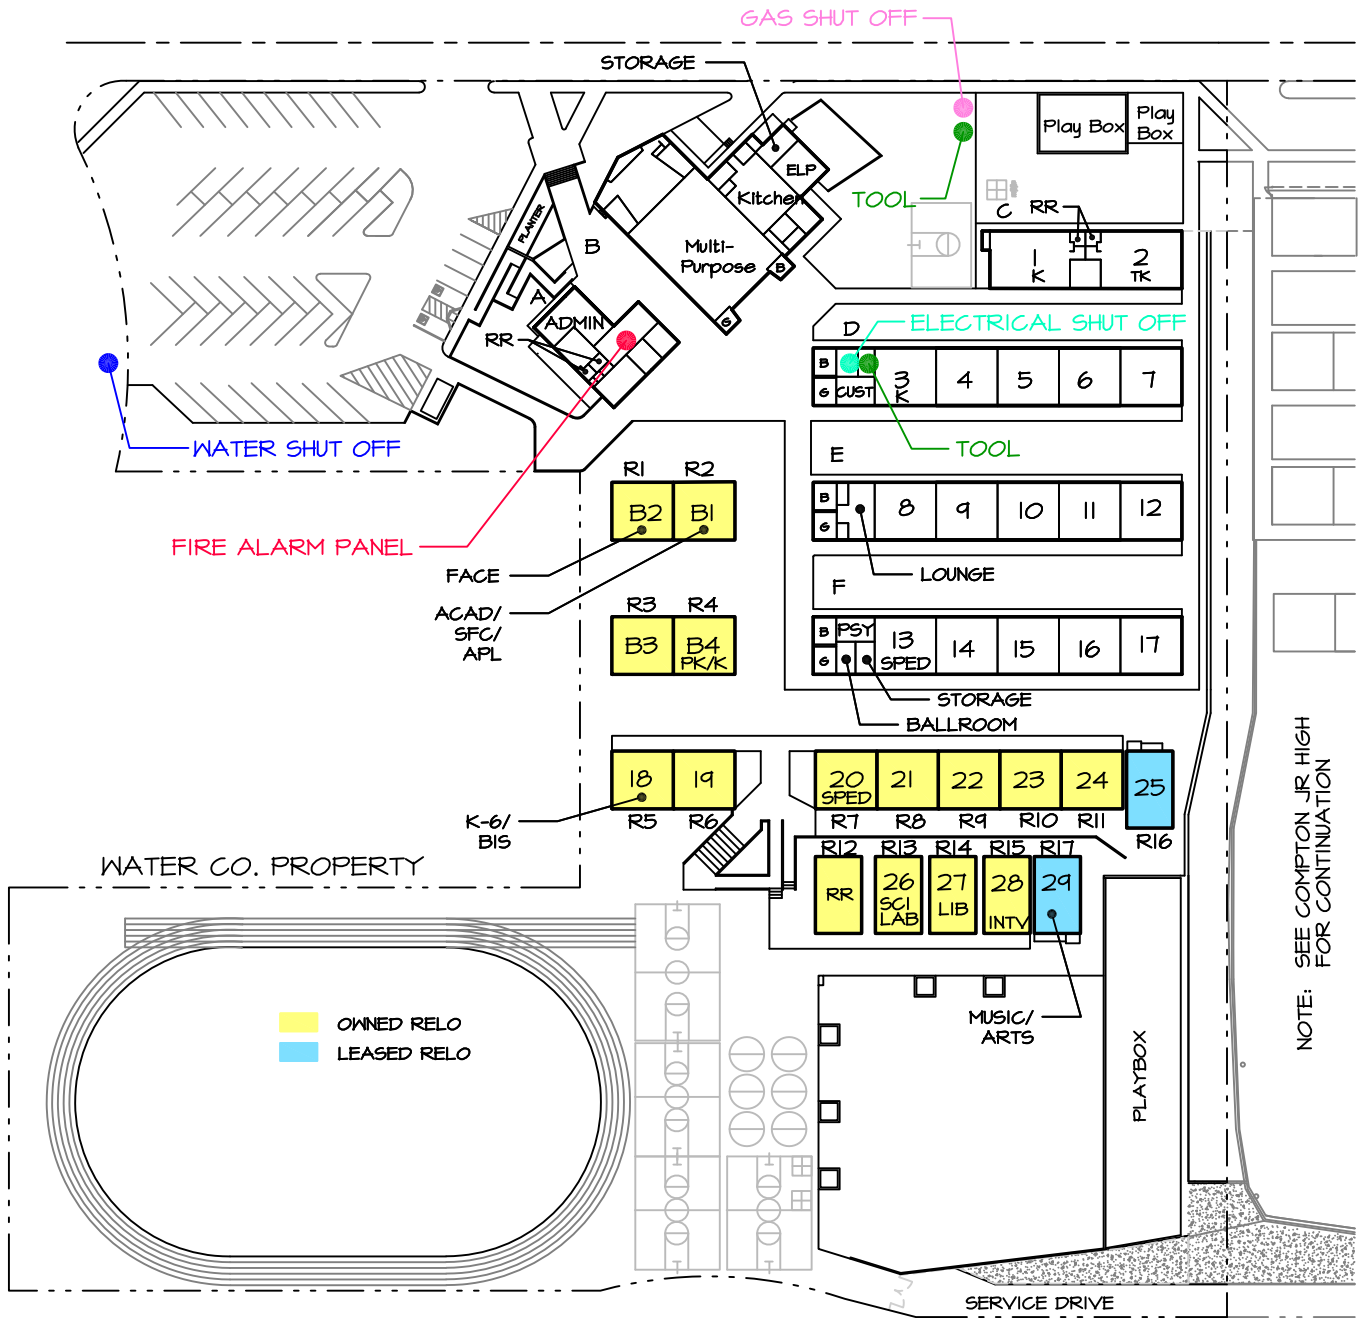 GAS SHUT OFF
STORAGE
Play Box
Play
Box
ELP
Kitchen
TOOL
C
RR
PLANTER
B
Multi-
Purpose
B
1
K
2
TK
A
ADMIN
RR
G
D
ELECTRICAL SHUT OFF
B
G
CUST
3
K
4
5
6
7
WATER SHUT OFF
TOOL
E
R1
R2
B2
B1
B
G
8
9
10
11
12
FIRE ALARM PANEL
FACE
LOUNGE
F
ACAD/
SFC/
APL
R3
R4
B3
B4
PK/K
B
G
PSY
13
SPED
14
15
16
17
STORAGE
BALLROOM
18
19
20
SPED
21
22
23
24
25
K-6/
BIS
R5
R6
R7
R8
R9
R10
R11
R16
NOTE: SEE COMPTON JR HIGH
FOR CONTINUATION
WATER CO. PROPERTY
R12
R13
R14
R15
R17
RR
26
SCI
LAB
27
LIB
28
INTV
29
OWNED RELO
LEASED RELO
MUSIC/
ARTS
PLAYBOX
SERVICE DRIVE